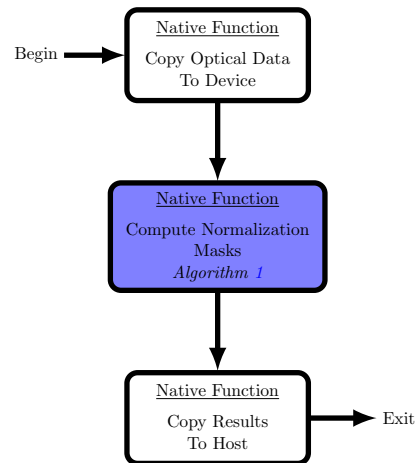 Native Function
Begin
Copy Optical Data
To Device
Native Function
Compute Normalization
Masks
Algorithm 1
Native Function
Copy Results
To Host
Exit